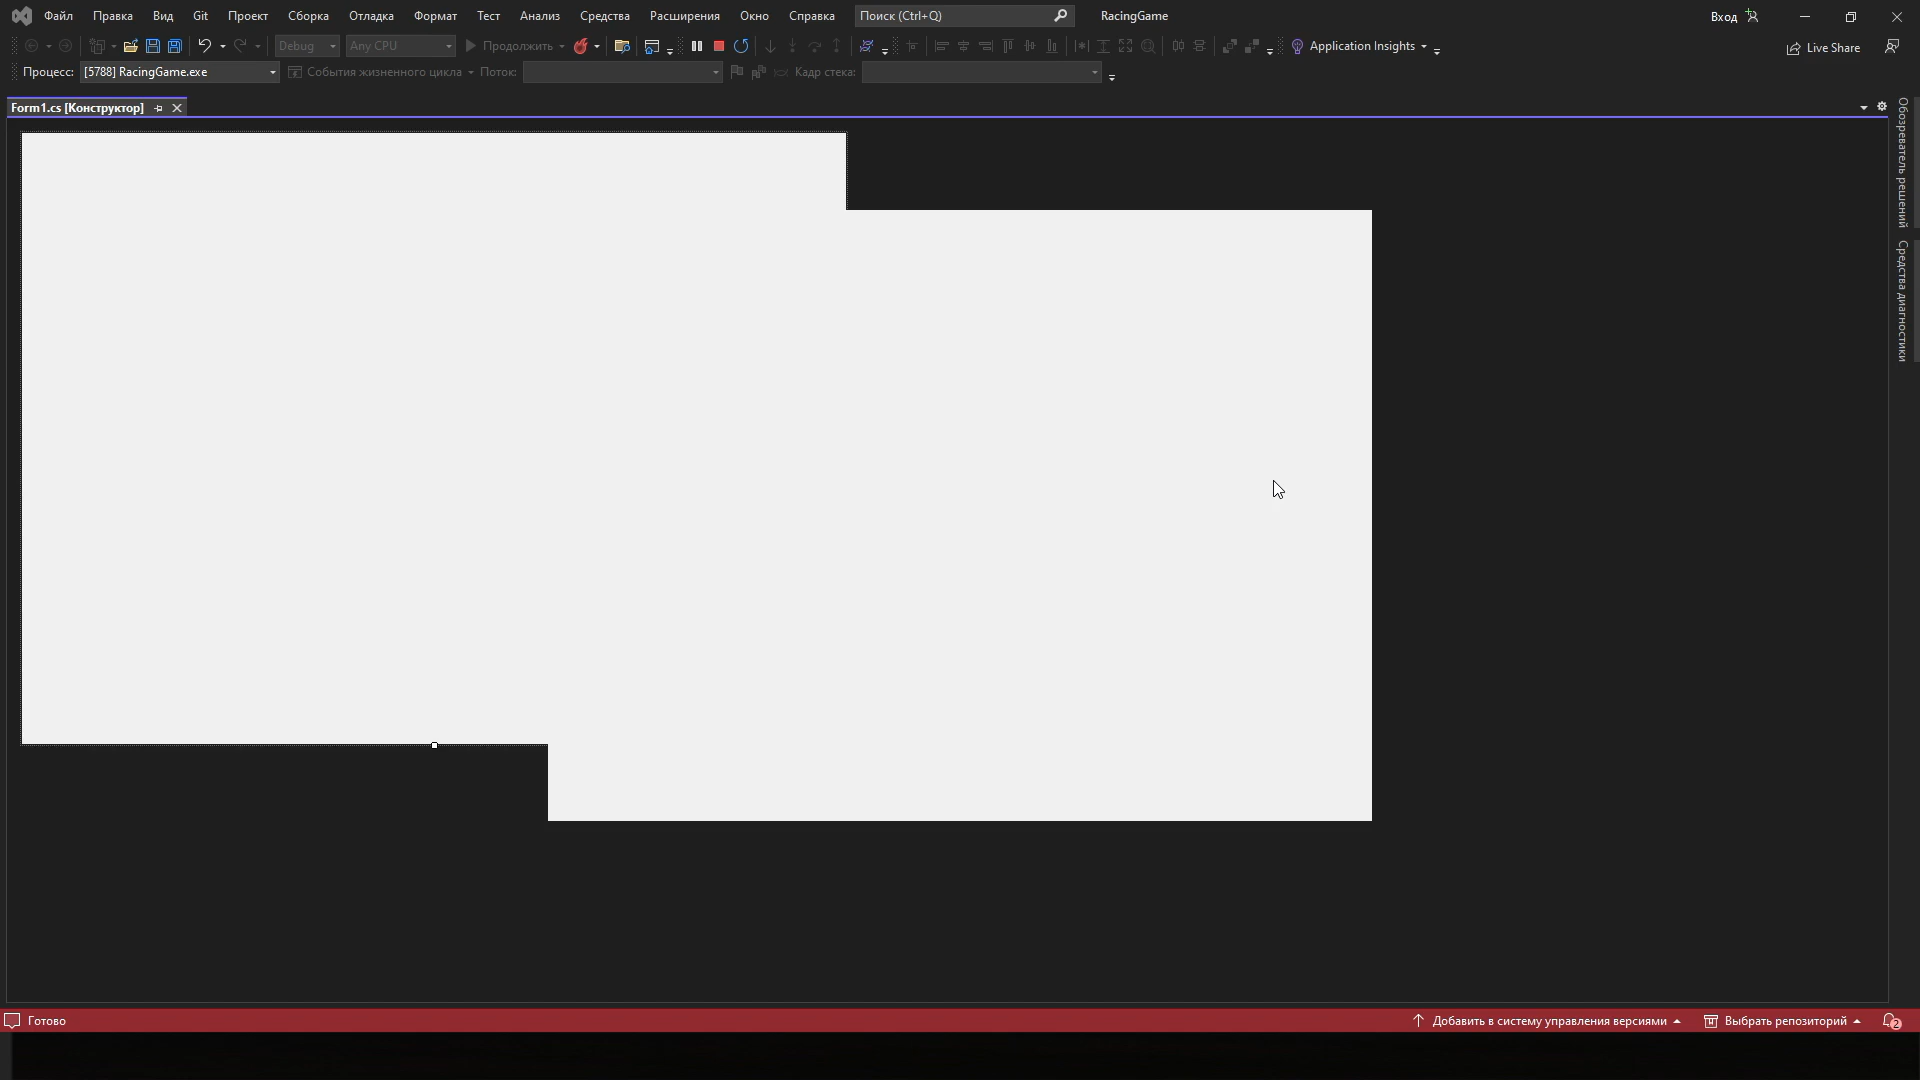 Файл Правка Вид Git Проект Сборка Отладка Формат Тест Анализ Средства Расширения Окно Справка Поиск (Ctrl+Q) RacingGame Вход
Debug Any CPU Продолжить Application Insights Live Share
Процесс: [5788] RacingGame.exe События жизненного цикла Поток: Кадр стека:
Form1.cs [Конструктор]
Обозреватель решений
Средства диагностики
Готово Добавить в систему управления версиями Выбрать репозиторий 2